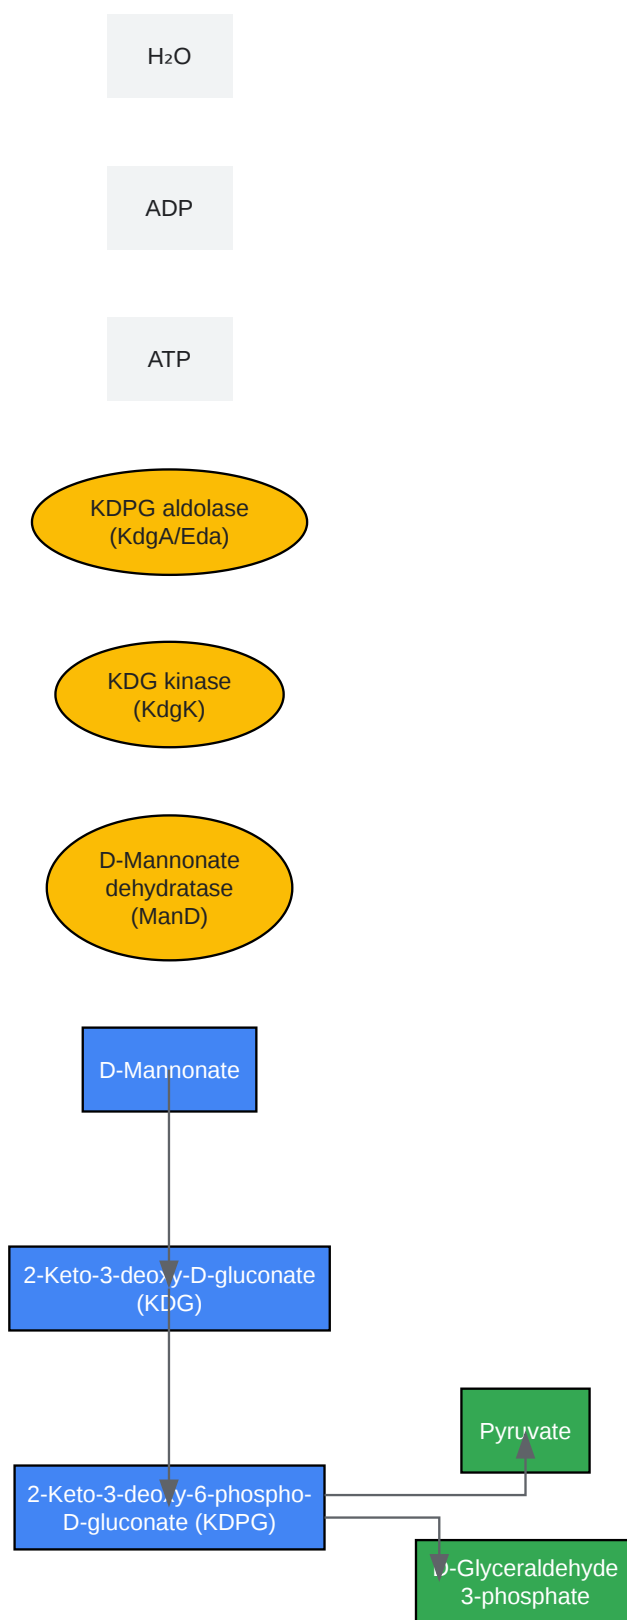 H₂O
ADP
ATP
KDPG aldolase
(KdgA/Eda)
KDG kinase
(KdgK)
D-Mannonate
dehydratase
(ManD)
D-Mannonate
2-Keto-3-deoxy-D-gluconate
(KDG)
Pyruvate
2-Keto-3-deoxy-6-phospho-
D-gluconate (KDPG)
D-Glyceraldehyde
3-phosphate